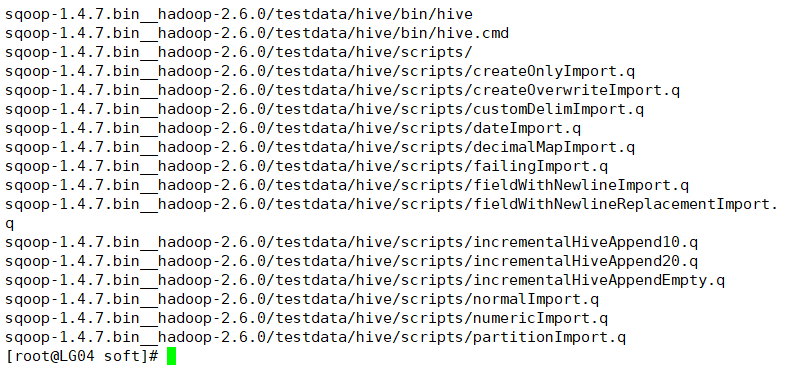 sqoop-1.4.7.bin__hadoop-2.6.0/testdata/hive/bin/hive
sqoop-1.4.7.bin__hadoop-2.6.0/testdata/hive/bin/hive.cmd
sqoop-1.4.7.bin__hadoop-2.6.0/testdata/hive/scripts/
sqoop-1.4.7.bin__hadoop-2.6.0/testdata/hive/scripts/createOnlyImport.q
sqoop-1.4.7.bin__hadoop-2.6.0/testdata/hive/scripts/createOverwriteImport.q
sqoop-1.4.7.bin__hadoop-2.6.0/testdata/hive/scripts/customDelimImport.q
sqoop-1.4.7.bin__hadoop-2.6.0/testdata/hive/scripts/dateImport.q
sqoop-1.4.7.bin__hadoop-2.6.0/testdata/hive/scripts/decimalMapImport.q
sqoop-1.4.7.bin__hadoop-2.6.0/testdata/hive/scripts/failingImport.q
sqoop-1.4.7.bin__hadoop-2.6.0/testdata/hive/scripts/fieldWithNewlineImport.q
sqoop-1.4.7.bin__hadoop-2.6.0/testdata/hive/scripts/fieldWithNewlineReplacementImport.
q
sqoop-1.4.7.bin__hadoop-2.6.0/testdata/hive/scripts/incrementalHiveAppend10.q
sqoop-1.4.7.bin__hadoop-2.6.0/testdata/hive/scripts/incrementalHiveAppend20.q
sqoop-1.4.7.bin__hadoop-2.6.0/testdata/hive/scripts/incrementalHiveAppendEmpty.q
sqoop-1.4.7.bin__hadoop-2.6.0/testdata/hive/scripts/normalImport.q
sqoop-1.4.7.bin__hadoop-2.6.0/testdata/hive/scripts/numericImport.q
sqoop-1.4.7.bin__hadoop-2.6.0/testdata/hive/scripts/partitionImport.q
[root@LG04 soft]#